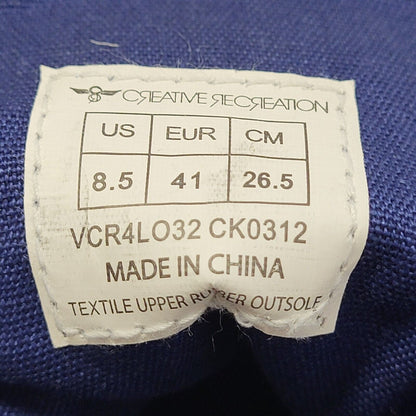 CREATIVE RECREATION
US EUR CM
8.5 41 26.5
VCR4LO32 CK0312
MADE IN CHINA
TEXTILE UPPER RUBBER OUTSOLE